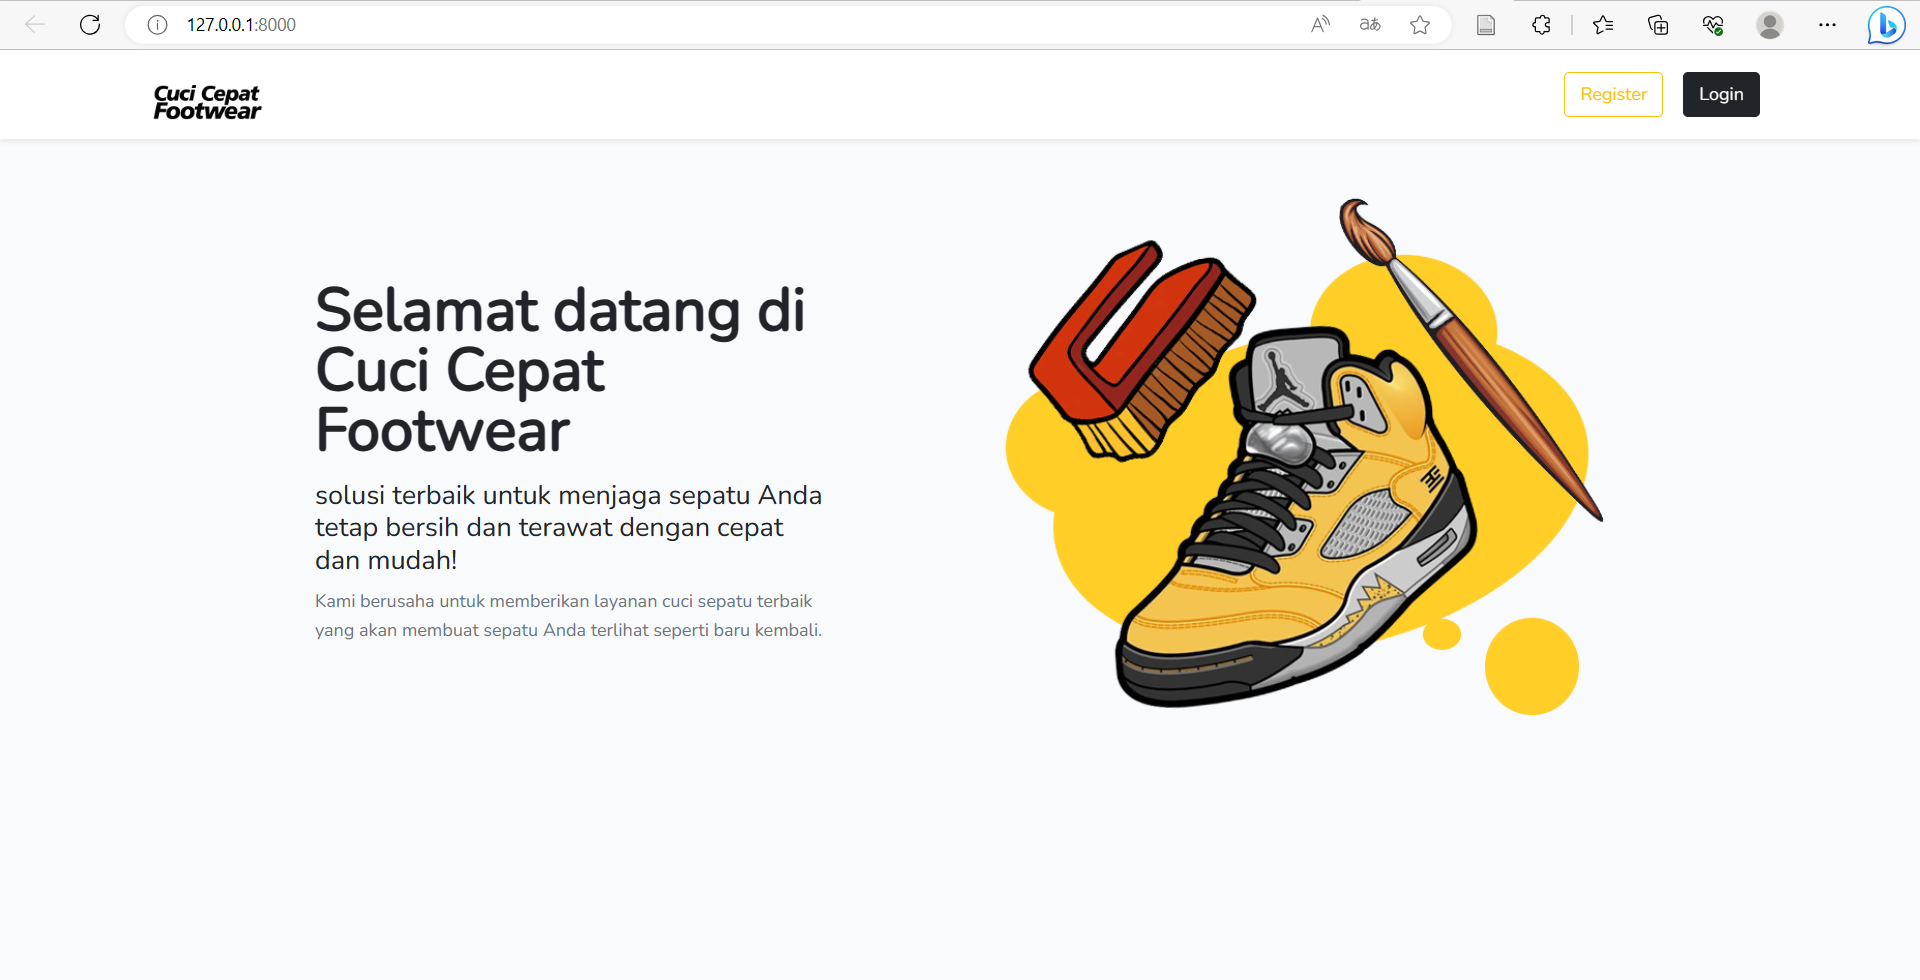 127.0.0.1:8000
Cuci Cepat
Footwear
Register
Login
Selamat datang di
Cuci Cepat
Footwear
solusi terbaik untuk menjaga sepatu Anda
tetap bersih dan terawat dengan cepat
dan mudah!
Kami berusaha untuk memberikan layanan cuci sepatu terbaik
yang akan membuat sepatu Anda terlihat seperti baru kembali.